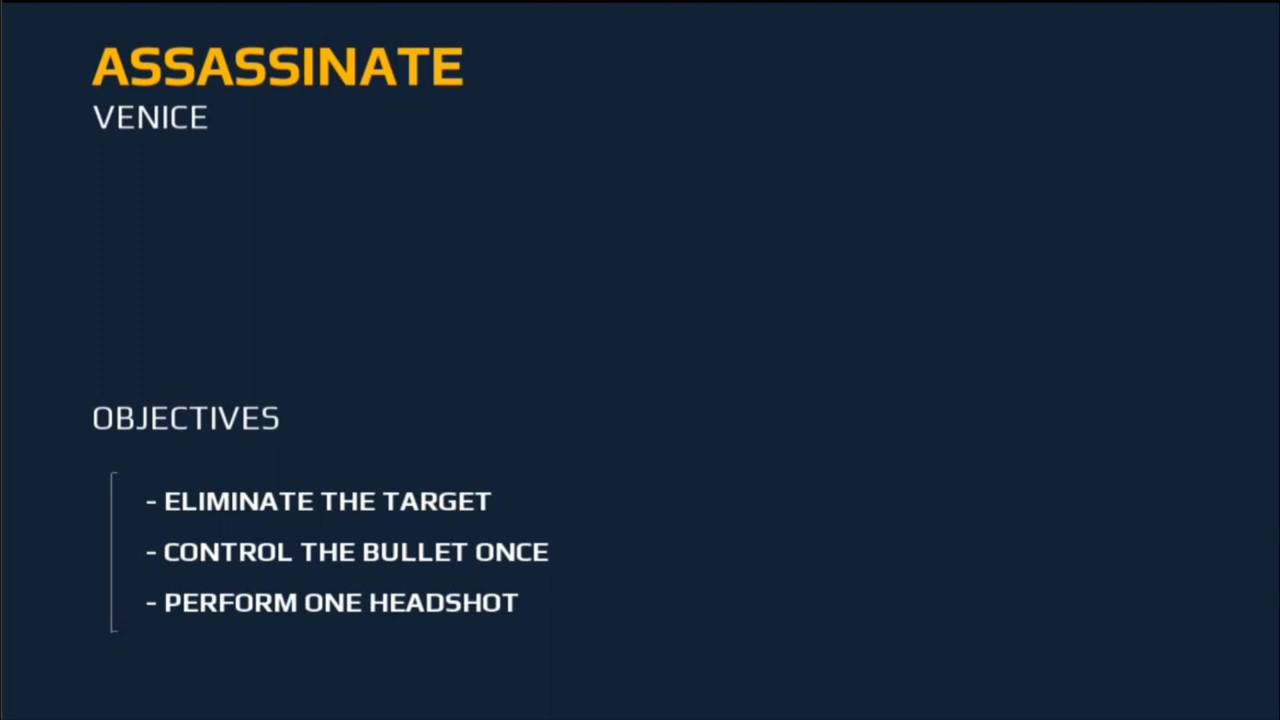 ASSASSINATE
VENICE
OBJECTIVES
- ELIMINATE THE TARGET
- CONTROL THE BULLET ONCE
- PERFORM ONE HEADSHOT